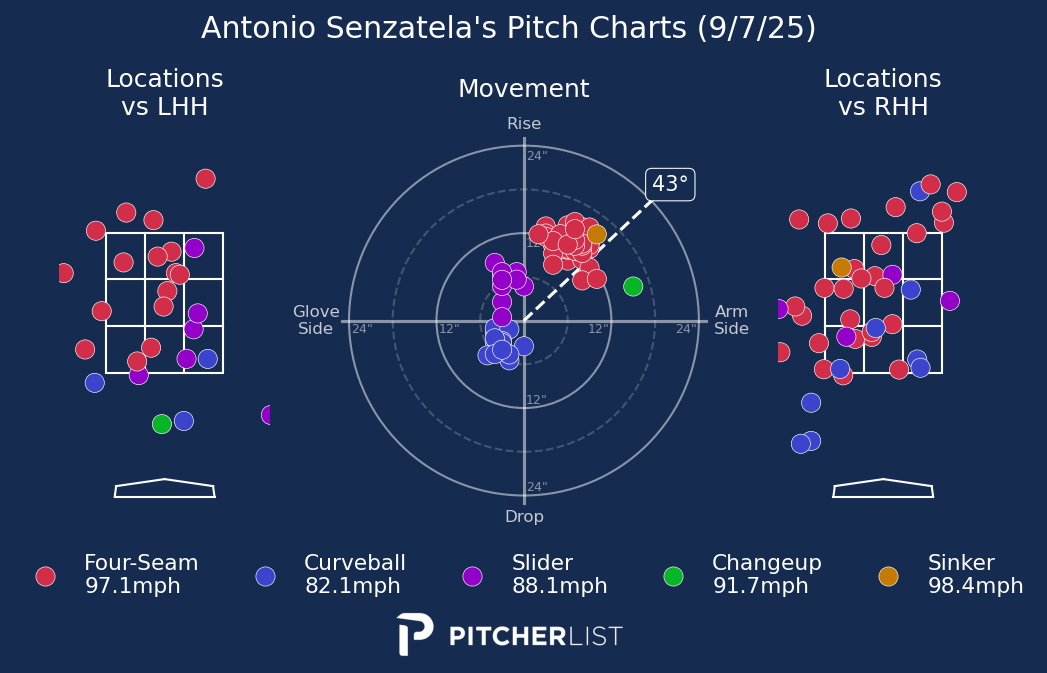 Antonio Senzatela's Pitch Charts (9/7/25)
Locations
vs LHH
Movement
Locations
vs RHH
Rise
24"
43°
12"
Glove
Side
24"
12"
12"
24"
Arm
Side
12"
24"
Drop
Four-Seam
97.1mph
Curveball
82.1mph
Slider
88.1mph
Changeup
91.7mph
Sinker
98.4mph
PITCHERLIST